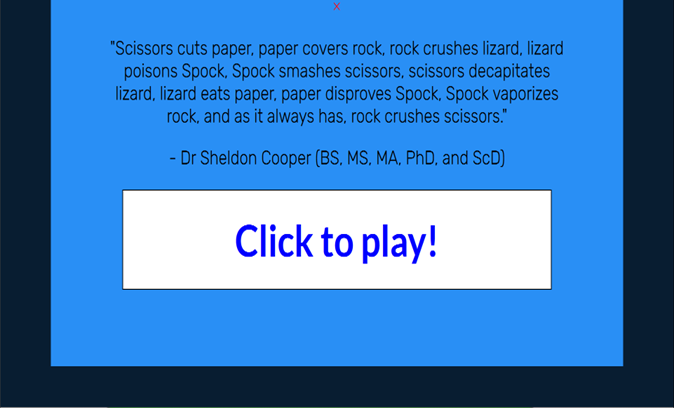 x
"Scissors cuts paper, paper covers rock, rock crushes lizard, lizard
poisons Spock, Spock smashes scissors, scissors decapitates
lizard, lizard eats paper, paper disproves Spock, Spock vaporizes
rock, and as it always has, rock crushes scissors."
- Dr Sheldon Cooper (BS, MS, MA, PhD, and ScD)
Click to play!